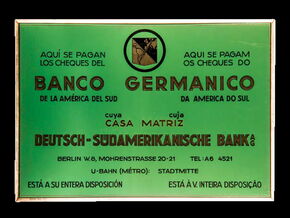 AQUÍ SE PAGAN AQUI SE PAGAM
LOS CHEQUES DEL OS CHEQUES DO
BANCO GERMANICO
DE LA AMÉRICA DEL SUD DA AMERICA DO SUL
cuya cuja
CASA MATRIZ
DEUTSCH-SÜDAMERIKANISCHE BANK AG
BERLIN W.8, MOHRENSTRASSE 20-21 TEL: A6 4521
U-BAHN (MÉTRO): STADTMITTE
ESTÁ A SU ENTERA DISPOSICIÓN ESTÁ Á V. INTEIRA DISPOSIÇÃO